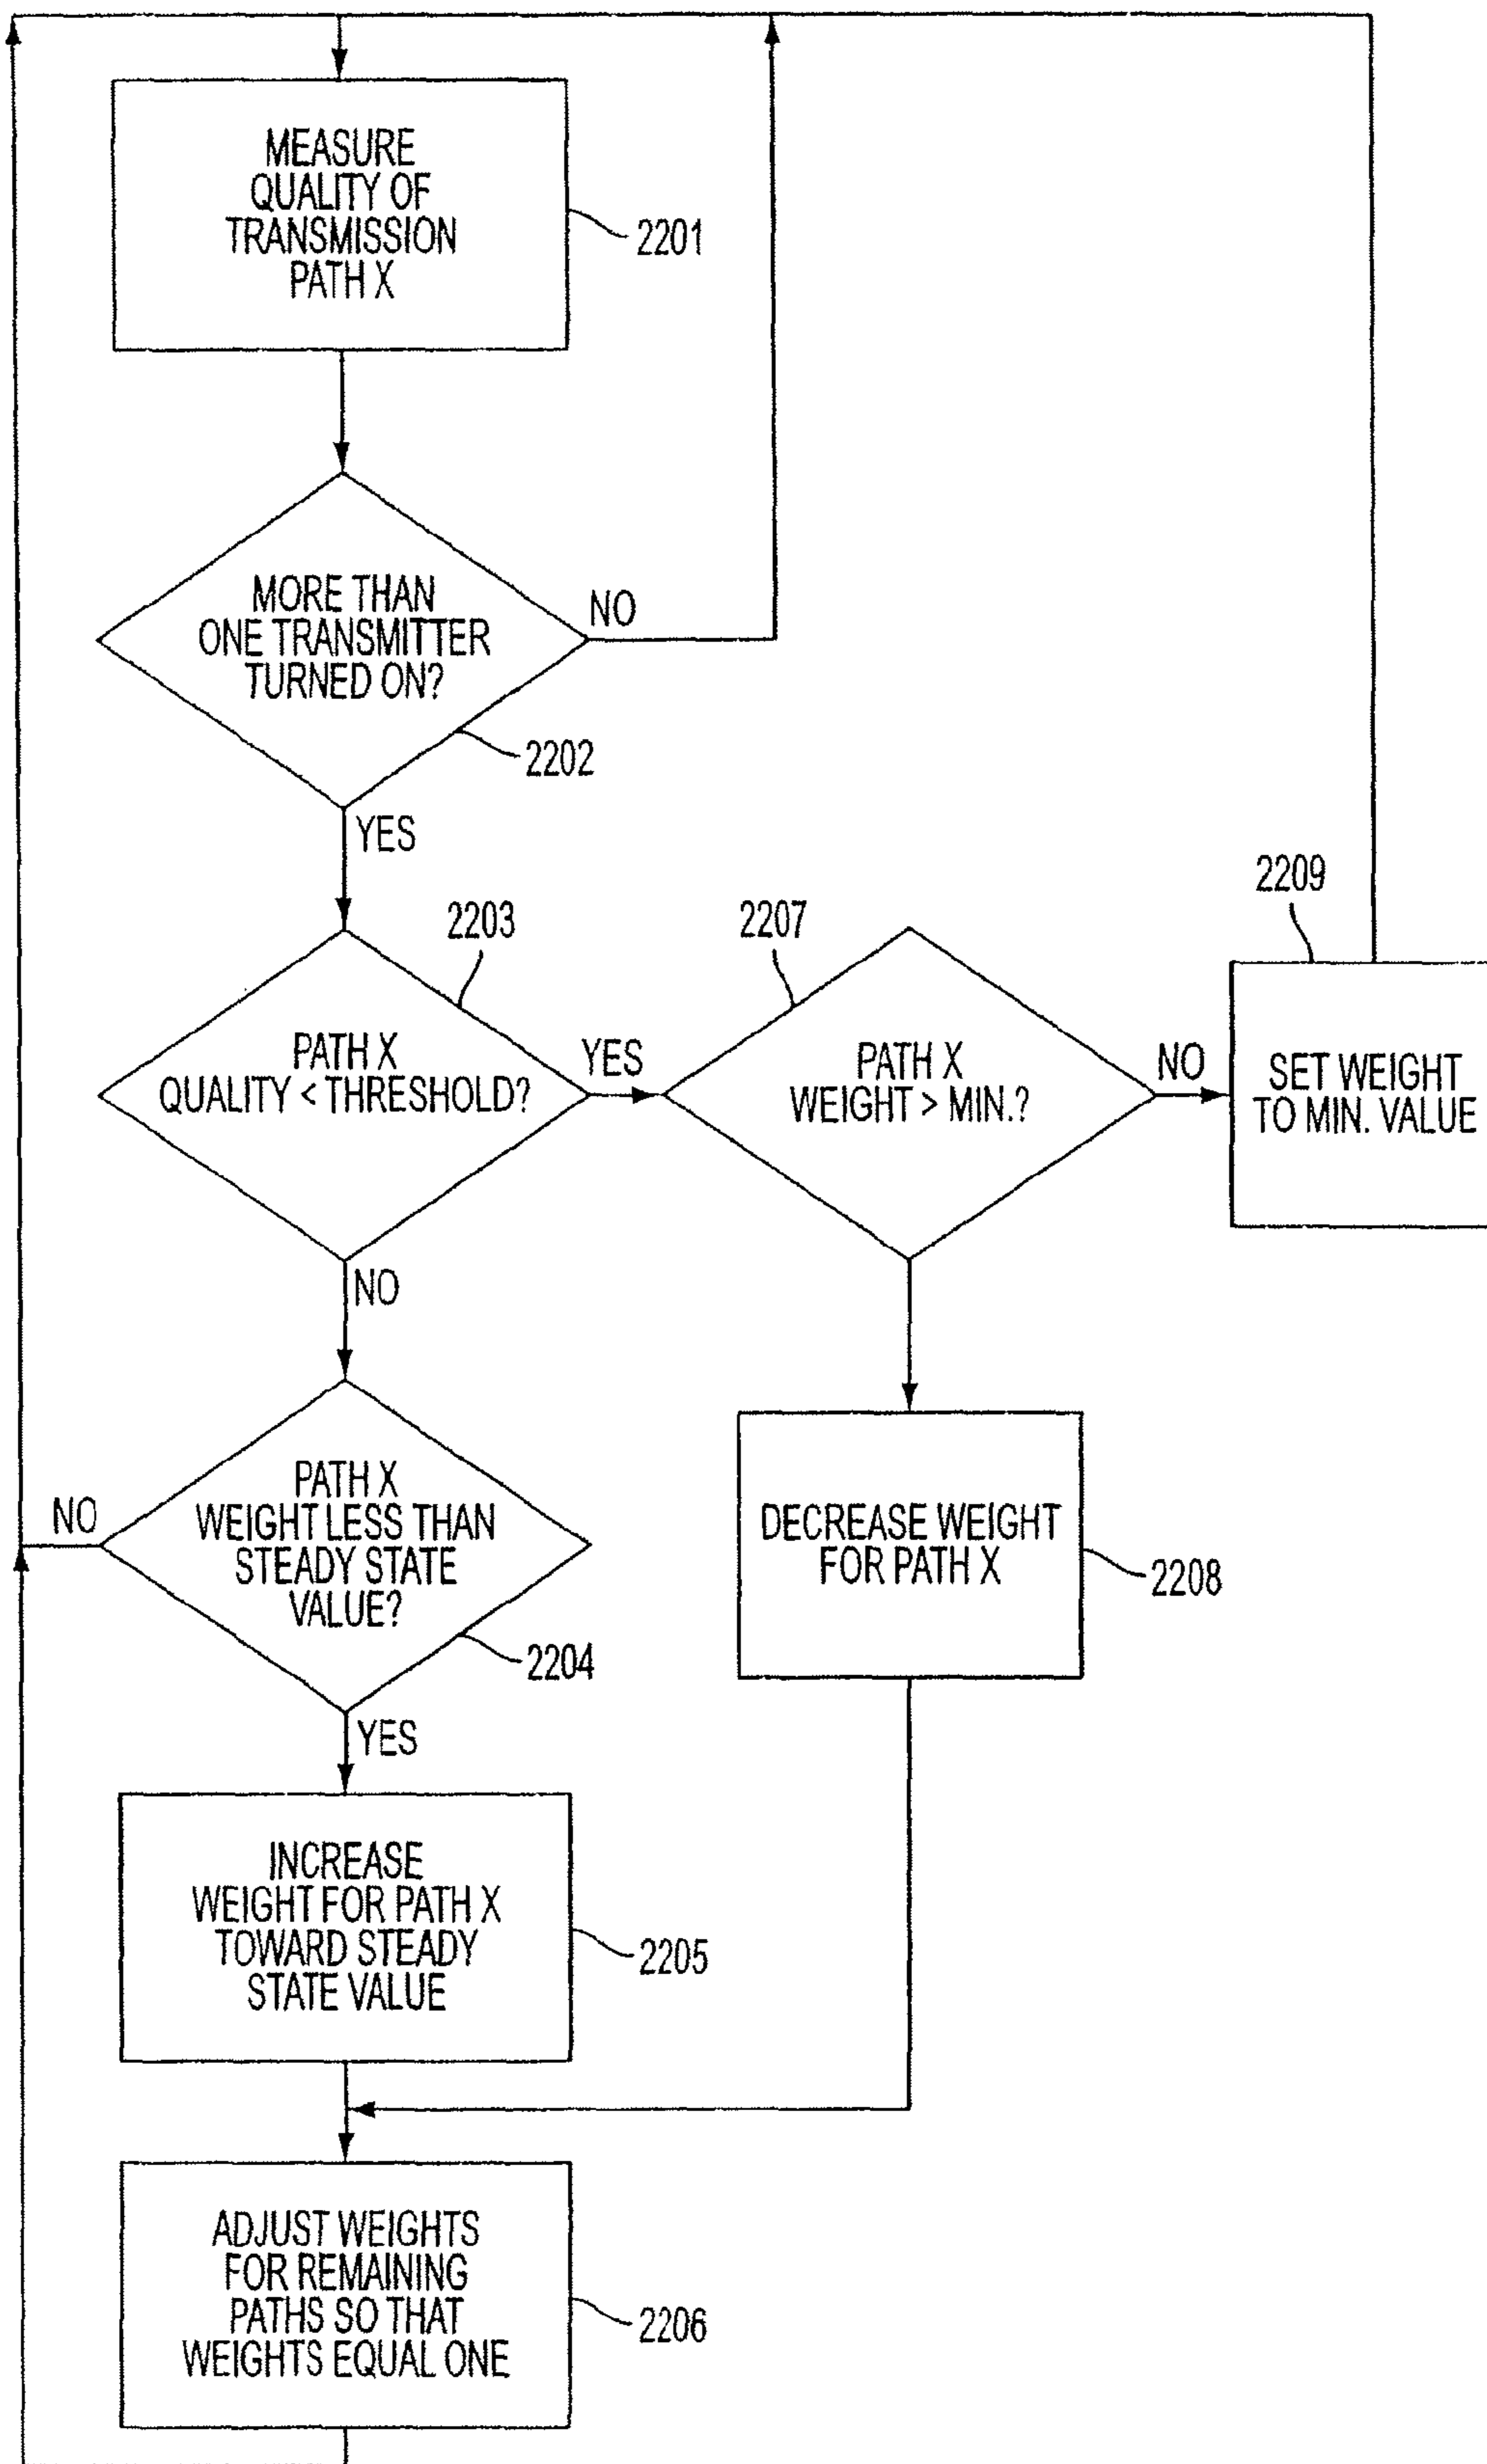 MEASURE
QUALITY OF
TRANSMISSION
PATH X
2201
MORE THAN
ONE TRANSMITTER
TURNED ON?
NO
2202
YES
2203
PATH X
QUALITY < THRESHOLD?
YES
2207
PATH X
WEIGHT > MIN.?
NO
2209
SET WEIGHT
TO MIN. VALUE
NO
PATH X
WEIGHT LESS THAN
STEADY STATE
VALUE?
NO
2204
YES
DECREASE WEIGHT
FOR PATH X
2208
INCREASE
WEIGHT FOR PATH X
TOWARD STEADY
STATE VALUE
2205
ADJUST WEIGHTS
FOR REMAINING
PATHS SO THAT
WEIGHTS EQUAL ONE
2206